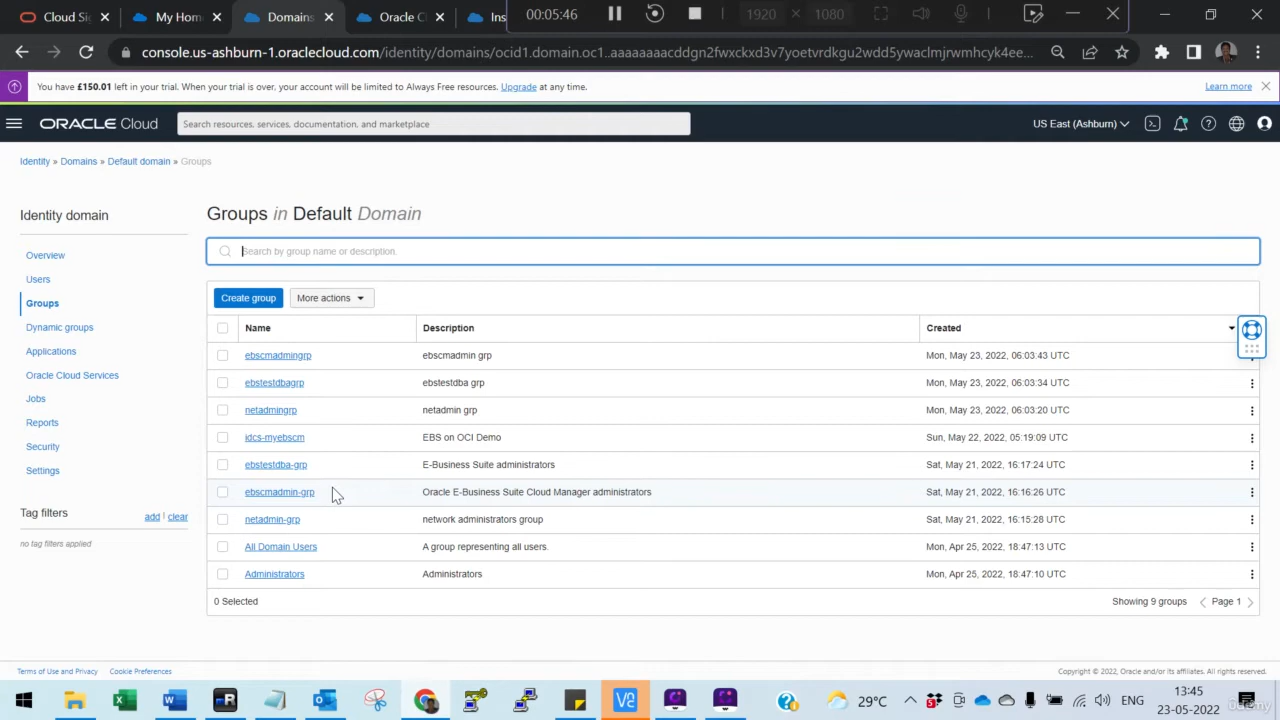 Cloud Sig
My Hom
Domains
Oracle C
Ins
00:05:46
1920
1080
console.us-ashburn-1.oraclecloud.com/identity/domains/ocid1.domain.oc1..aaaaaaaacddgn2fwxckxd3v7yoetvrdkgu2wdd5yaclmjnwmhcyk4e...
You have £150.01 left in your trial. When your trial is over, your account will be limited to Always Free resources. Upgrade at any time.
Learn more
ORACLE Cloud
Search resources, services, documentation, and marketplace
US East (Ashburn)
Identity » Domains » Default domain » Groups
Identity domain
Overview
Users
Groups
Dynamic groups
Applications
Oracle Cloud Services
Jobs
Reports
Security
Settings
Tag filters
add | clear
no tag filters applied
Groups in Default Domain
Search by group name or description.
Create group
More actions
Name Description Created
ebscmadmingrp ebscmadmin grp Mon, May 23, 2022, 06:03:43 UTC
ebstestdbagrp ebstestdba grp Mon, May 23, 2022, 06:03:34 UTC
netadmingrp netadmin grp Mon, May 23, 2022, 06:03:20 UTC
idcs-myebscm EBS on OCI Demo Sun, May 22, 2022, 05:19:09 UTC
ebstestdba-grp E-Business Suite administrators Sat, May 21, 2022, 16:17:24 UTC
ebscmadmin-grp Oracle E-Business Suite Cloud Manager administrators Sat, May 21, 2022, 16:16:26 UTC
netadmin-grp network administrators group Sat, May 21, 2022, 16:15:28 UTC
All Domain Users A group representing all users. Mon, Apr 25, 2022, 18:47:13 UTC
Administrators Administrators Mon, Apr 25, 2022, 18:47:10 UTC
0 Selected
Showing 9 groups
Page 1
Terms of Use and Privacy
Cookie Preferences
Copyright © 2022, Oracle and/or its affiliates. All rights reserved.
29°C
ENG
13:45
23-05-2022
udemy